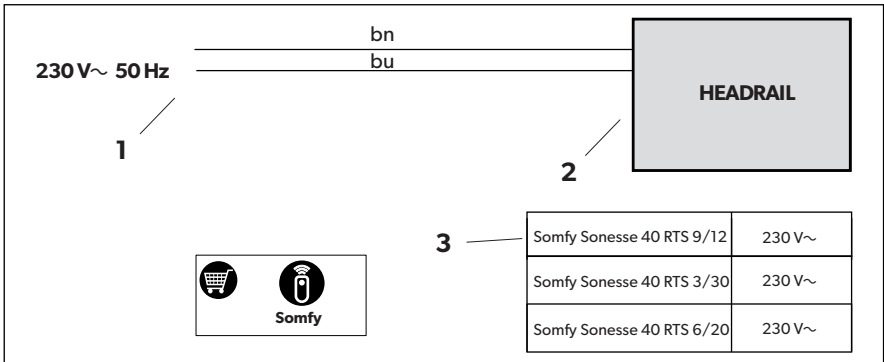 bn
230 V~ 50 Hz
bu
HEADRAIL
1
2
3
Somfy Sonesse 40 RTS 9/12 230 V~
Somfy Sonesse 40 RTS 3/30 230 V~
Somfy Sonesse 40 RTS 6/20 230 V~
Somfy